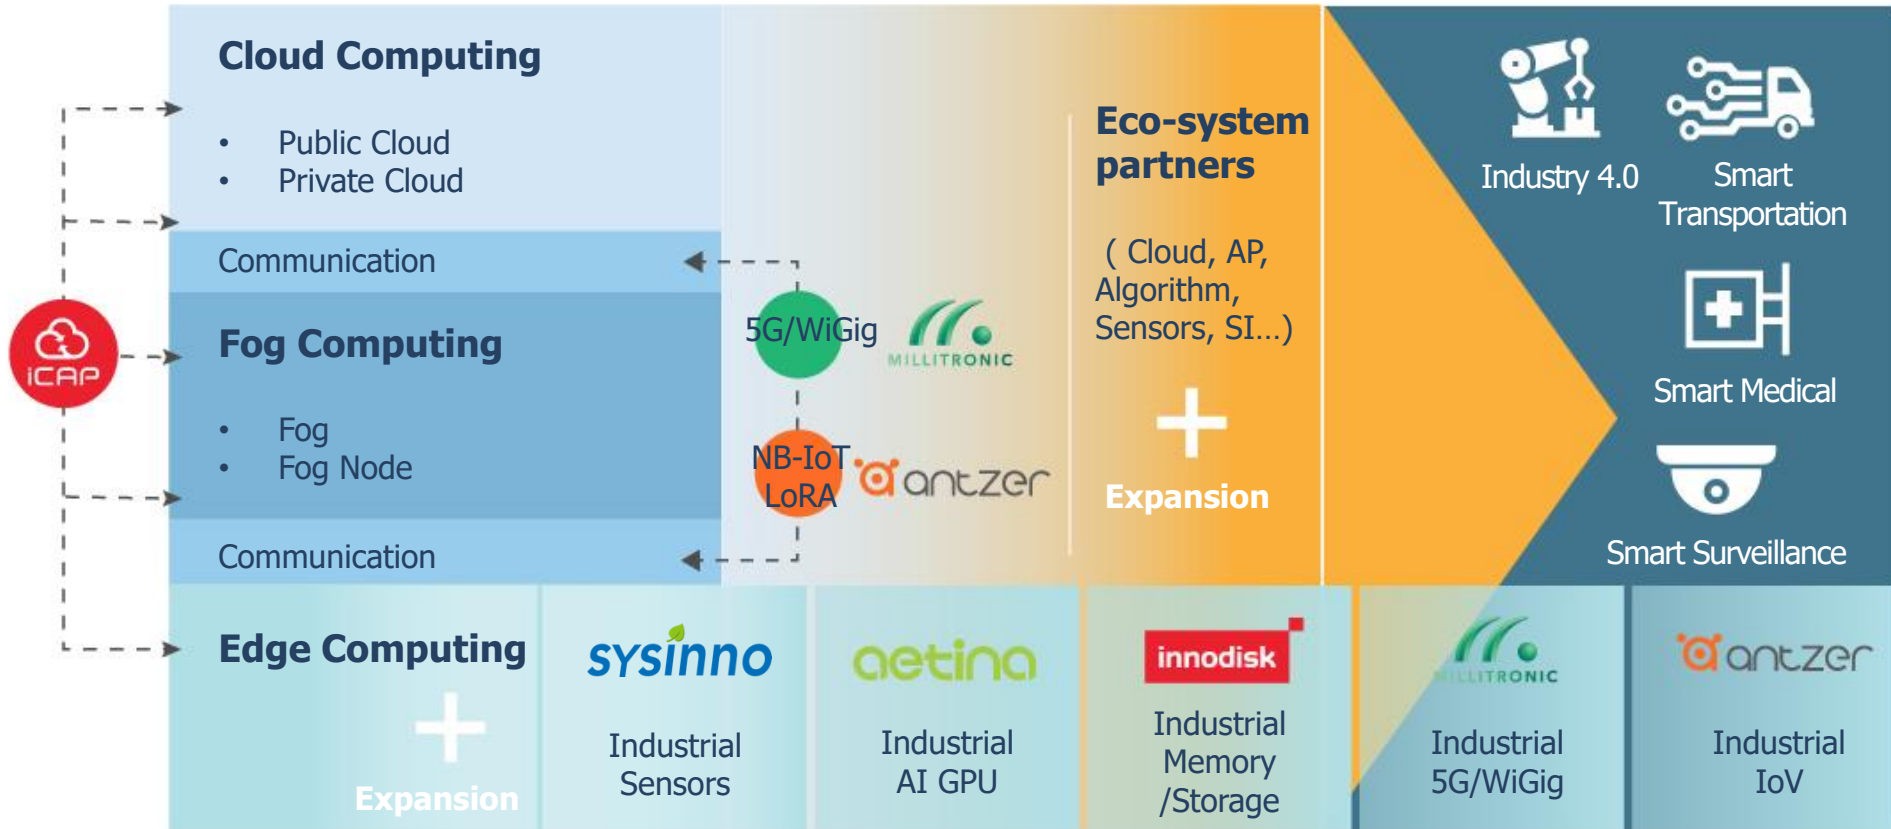 iCAP
Cloud Computing
• Public Cloud
• Private Cloud
Communication
Fog Computing
• Fog
• Fog Node
Communication
5G/WiGig
MILLITRONIC
NB-IoT
LoRA
antzer
Eco-system
partners
( Cloud, AP,
Algorithm,
Sensors, SI...)
+
Expansion
Industry 4.0
Smart
Transportation
Smart Medical
Smart Surveillance
Edge Computing
+
Expansion
sysinno
Industrial
Sensors
aetina
Industrial
AI GPU
innodisk
Industrial
Memory
/Storage
MILLITRONIC
Industrial
5G/WiGig
antzer
Industrial
IoV